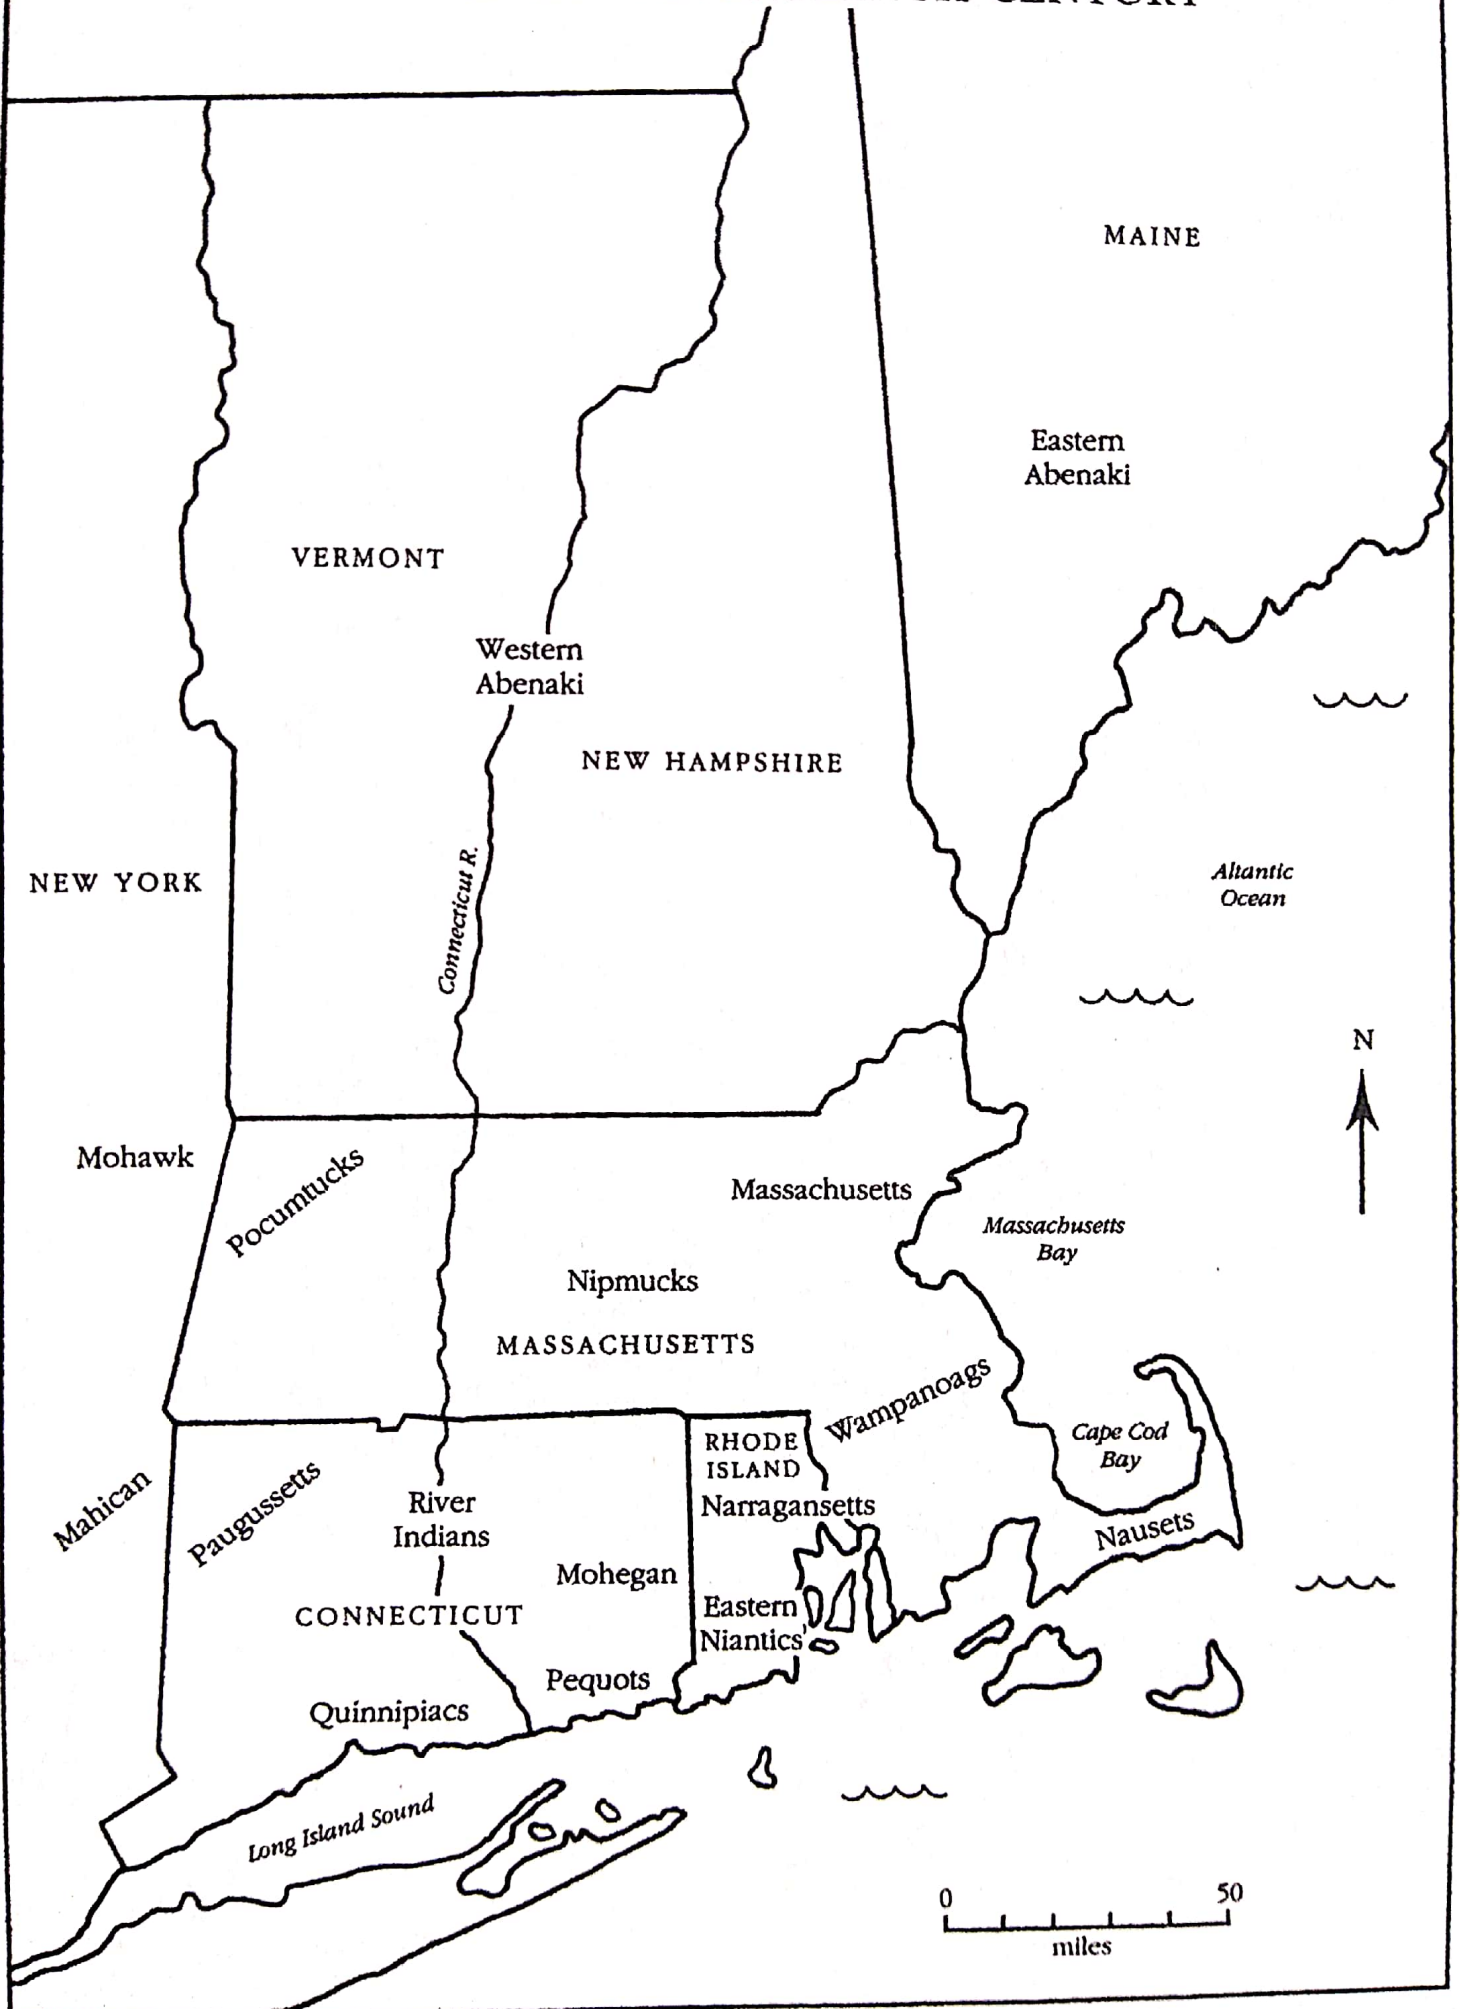 CENTURY
MAINE
Eastern
Abenaki
VERMONT
Western
Abenaki
NEW HAMPSHIRE
Connecticut R.
NEW YORK
Altantic
Ocean
N
Mohawk
Pocumtucks
Massachusetts
Massachusetts
Bay
Nipmucks
MASSACHUSETTS
Wampanoags
Cape Cod
Bay
RHODE
ISLAND
Narragansetts
Nausets
Mahican
Paugussetts
River
Indians
Mohegan
CONNECTICUT
Eastern
Niantics
Pequots
Quinnipiacs
Long Island Sound
0 50
miles